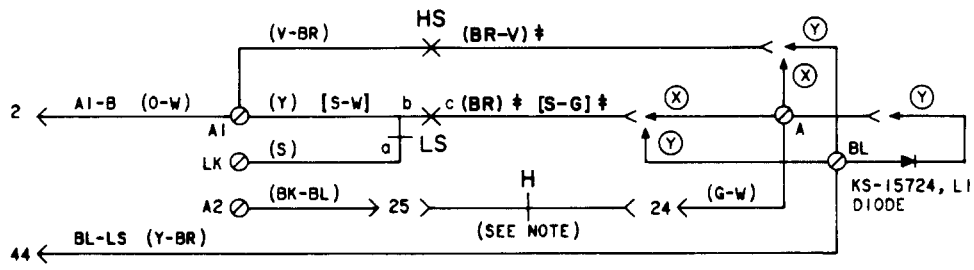 HS
(V-BR) (BR-V) ‡ Y
X
2 A1-B (O-W) (Y) [S-W] b c (BR) ‡ [S-G] ‡ X Y
A1 a LS Y A
LK (S) BL
H KS-15724, L1
A2 (BK-BL) 25 24 (G-W) DIODE
(SEE NOTE)
BL-LS (Y-BR)
44